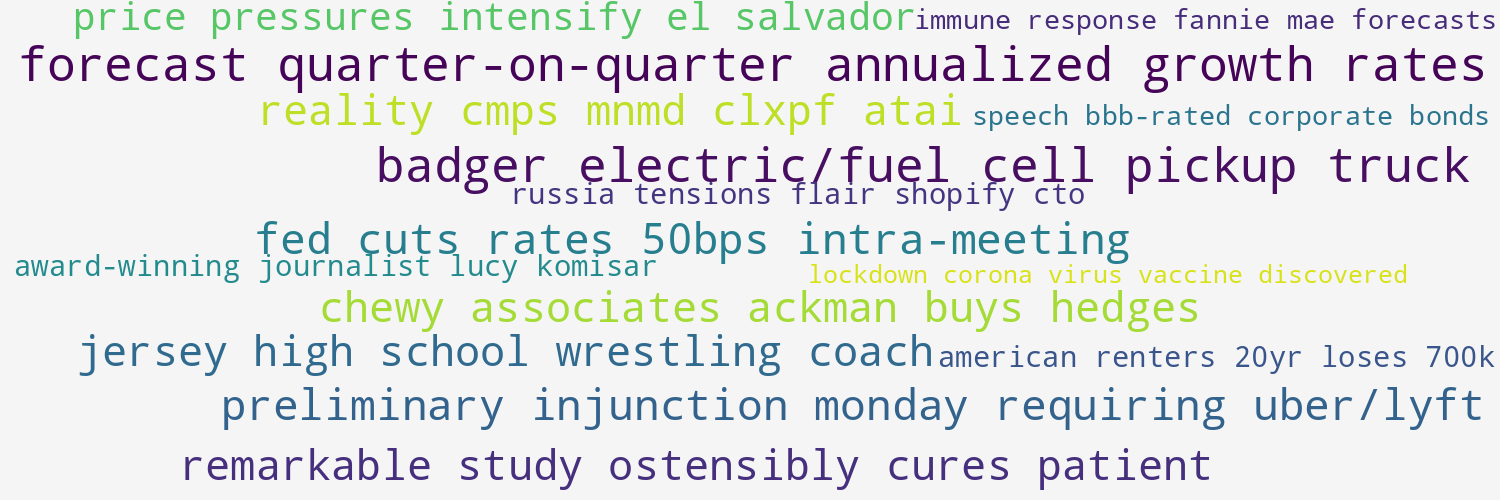 price pressures intensify el salvador
immune response fannie mae forecasts
forecast quarter-on-quarter annualized growth rates
reality cmps mnmd clxpf atai
speech bbb-rated corporate bonds
badger electric/fuel cell pickup truck
russia tensions flair shopify cto
fed cuts rates 50bps intra-meeting
award-winning journalist lucy komisar
lockdown corona virus vaccine discovered
chewy associates ackman buys hedges
jersey high school wrestling coach
american renters 20yr loses 700k
preliminary injunction monday requiring uber/lyft
remarkable study ostensibly cures patient